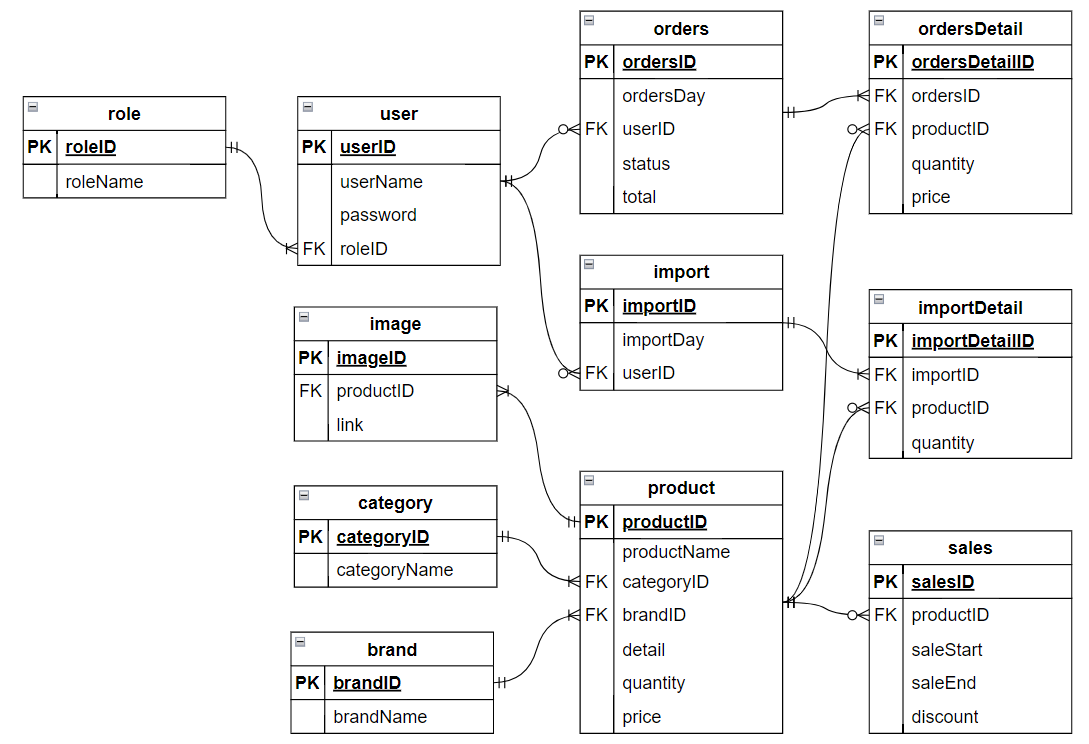 role
PK roleID
roleName
user
PK userID
userName
password
FK roleID
orders
PK ordersID
ordersDay
FK userID
status
total
ordersDetail
PK ordersDetailID
FK ordersID
FK productID
quantity
price
image
PK imageID
FK productID
link
import
PK importID
importDay
FK userID
importDetail
PK importDetailID
FK importID
FK productID
quantity
category
PK categoryID
categoryName
product
PK productID
productName
FK categoryID
FK brandID
detail
quantity
price
sales
PK salesID
FK productID
saleStart
saleEnd
discount
brand
PK brandID
brandName